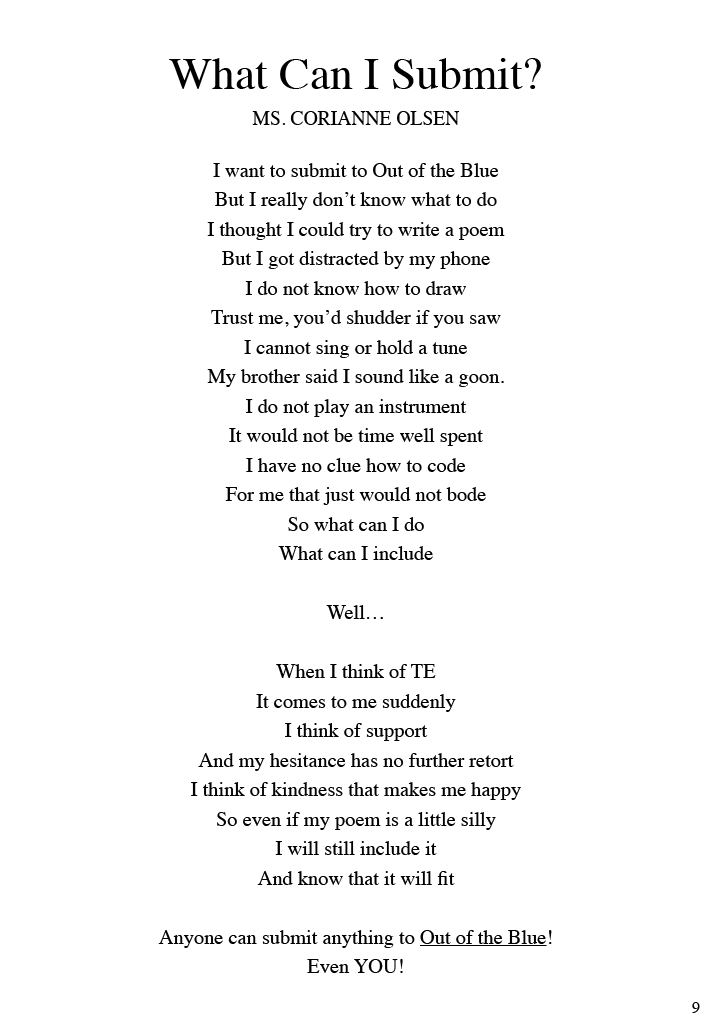 What Can I Submit?
MS. CORIANNE OLSEN
I want to submit to Out of the Blue
But I really don’t know what to do
I thought I could try to write a poem
But I got distracted by my phone
I do not know how to draw
Trust me, you’d shudder if you saw
I cannot sing or hold a tune
My brother said I sound like a goon.
I do not play an instrument
It would not be time well spent
I have no clue how to code
For me that just would not bode
So what can I do
What can I include
Well…
When I think of TE
It comes to me suddenly
I think of support
And my hesitance has no further retort
I think of kindness that makes me happy
So even if my poem is a little silly
I will still include it
And know that it will fit
Anyone can submit anything to Out of the Blue!
Even YOU!
9